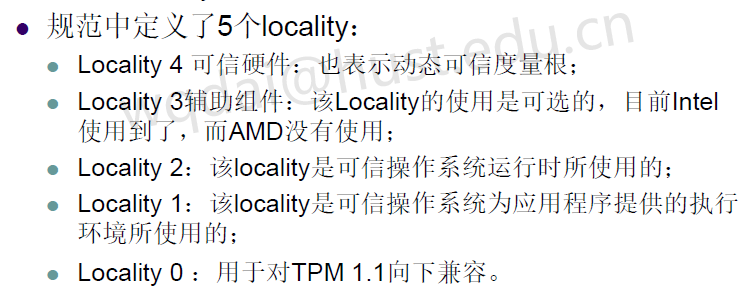 规范中定义了5个locality：
Locality 4 可信硬件：也表示动态可信度量根；
Locality 3辅助组件：该Locality的使用是可选的，目前Intel
使用到了，而AMD没有使用；
Locality 2：该locality是可信操作系统运行时所使用的；
Locality 1：该locality是可信操作系统为应用程序提供的执行
环境所使用的；
Locality 0 ：用于对TPM 1.1向下兼容。
wqdai@hust.edu.cn